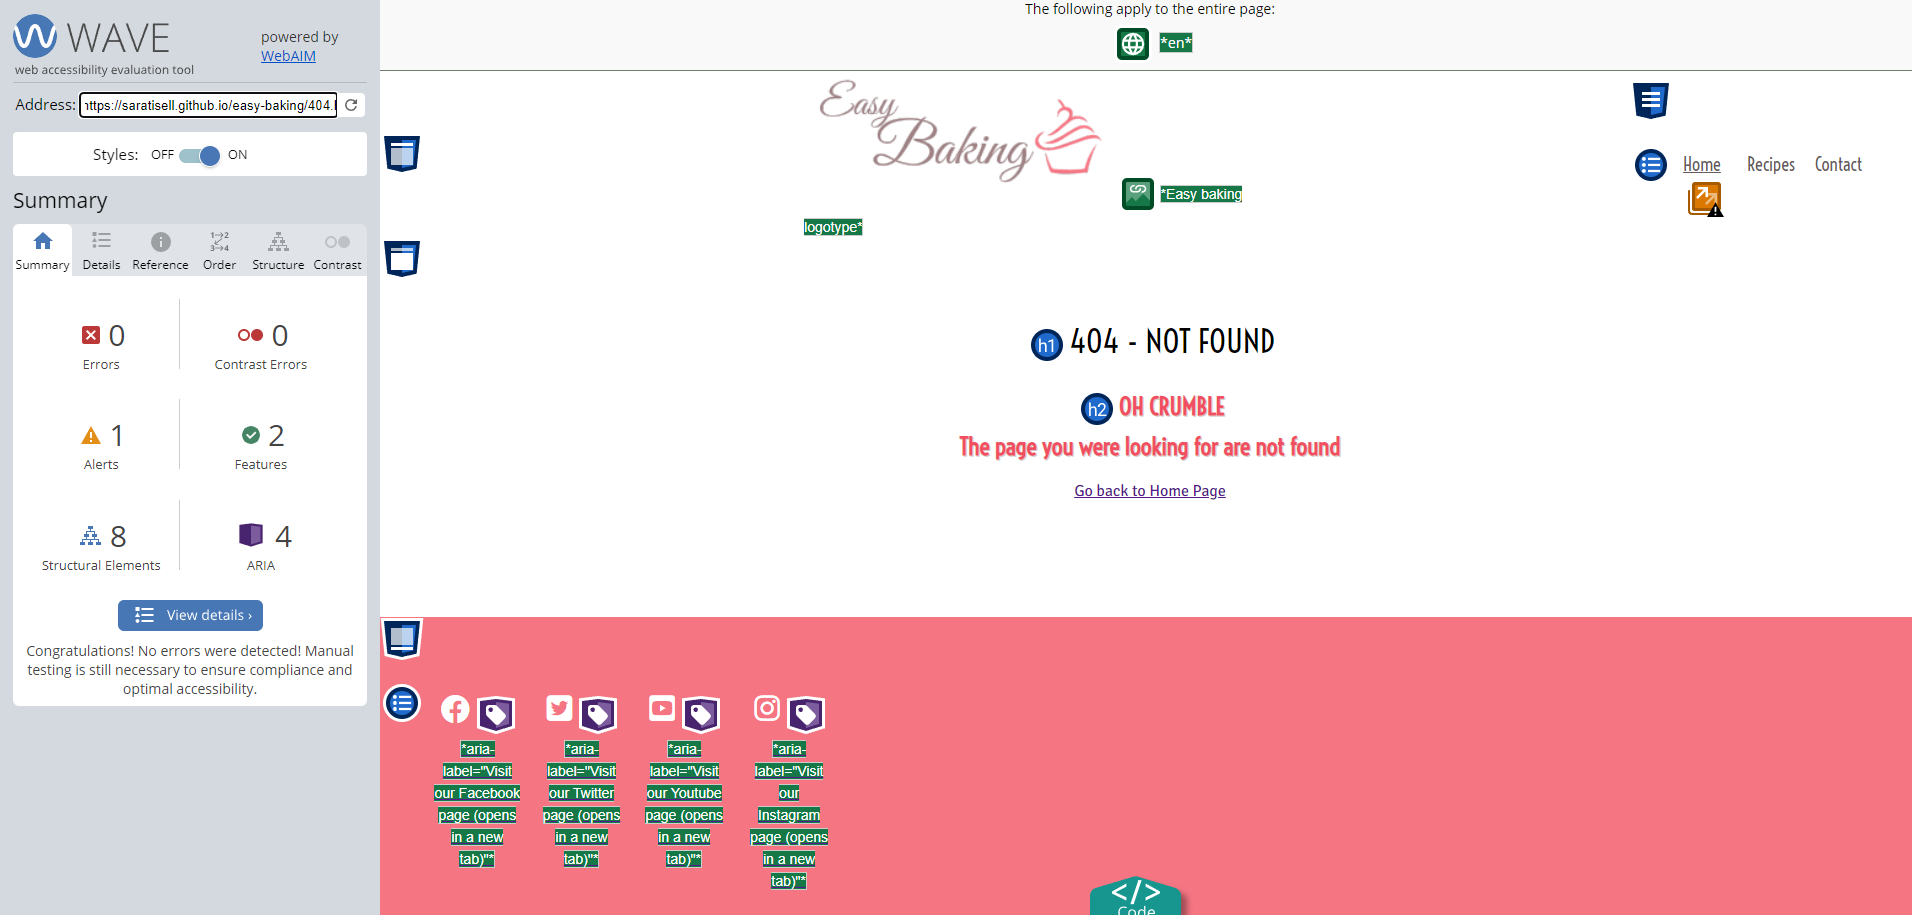 WAVE
web accessibility evaluation tool
powered by
WebAIM
Address:
https://saratisell.github.io/easy-baking/404.
Styles: OFF ON
Summary
Summary Details Reference Order Structure Contrast
0
Errors
0
Contrast Errors
1
Alerts
2
Features
8
Structural Elements
4
ARIA
View details ›
Congratulations! No errors were detected! Manual
testing is still necessary to ensure compliance and
optimal accessibility.
The following apply to the entire page:
*en*
Easy
Baking
*Easy baking
logotype*
Home Recipes Contact
h1 404 - NOT FOUND
h2 OH CRUMBLE
The page you were looking for are not found
Go back to Home Page
*aria-
label="Visit
our Facebook
page (opens
in a new
tab)"*
*aria-
label="Visit
our Twitter
page (opens
in a new
tab)"*
*aria-
label="Visit
our Youtube
page (opens
in a new
tab)"*
*aria-
label="Visit
our
Instagram
page (opens
in a new
tab)"*
</>
Code